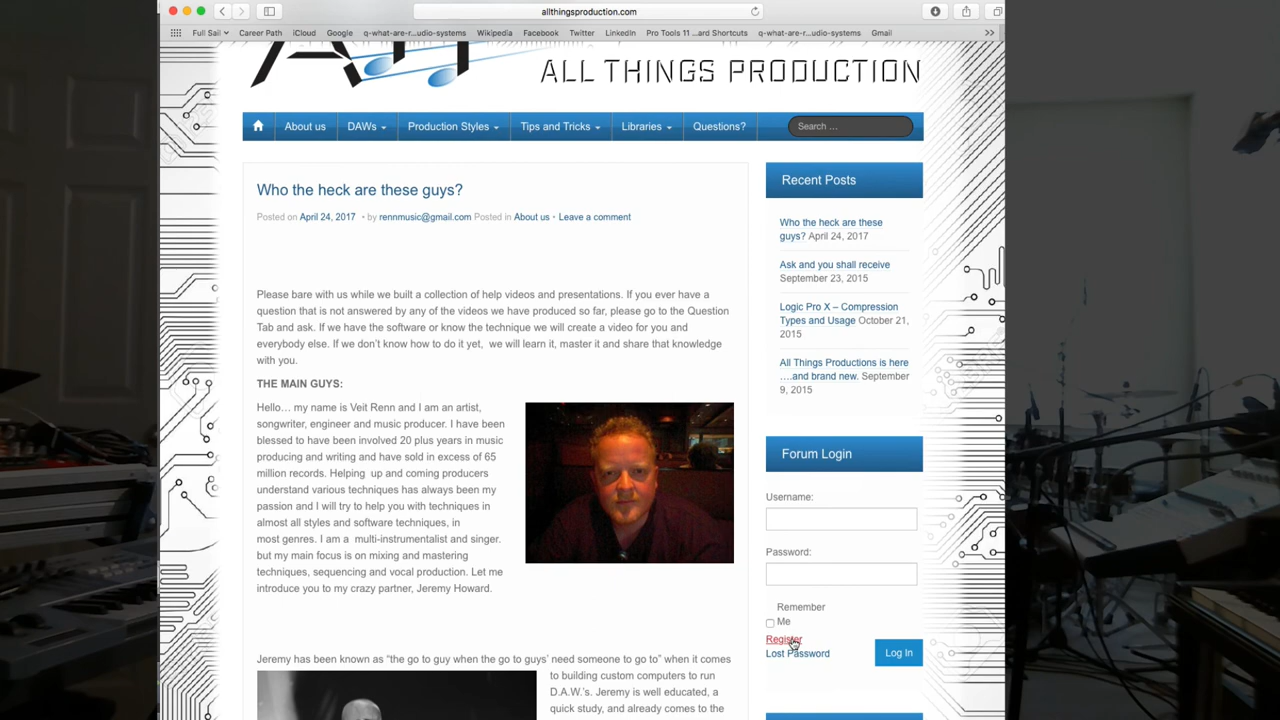 allthingsproduction.com
Full Sail Career Path iCloud Google q-what-are-r...udio-systems Wikipedia Facebook Twitter LinkedIn Pro Tools 11 ...ard Shortcuts q-what-are-r...udio-systems Gmail >>
ALL THINGS PRODUCTION
About us DAWs Production Styles Tips and Tricks Libraries Questions? Search ...
Who the heck are these guys?
Posted on April 24, 2017 • by rennmusic@gmail.com Posted in About us • Leave a comment
Please bare with us while we built a collection of help videos and presentations. If you ever have a
question that is not answered by any of the videos we have produced so far, please go to the Question
Tab and ask. If we have the software or know the technique we will create a video for you and
everybody else. If we don't know how to do it yet, we will learn it, master it and share that knowledge
with you.
THE MAIN GUYS:
Hello… my name is Veit Renn and I am an artist,
songwriter, engineer and music producer. I have been
blessed to have been involved 20 plus years in music
producing and writing and have sold in excess of 65
million records. Helping up and coming producers
understand various techniques has always been my
passion and I will try to help you with techniques in
almost all styles and software techniques, in
most genres. I am a multi-instrumentalist and singer.
but my main focus is on mixing and mastering
techniques, sequencing and vocal production. Let me
introduce you to my crazy partner, Jeremy Howard.
Jeremy has been known as "the go to guy when the go to guys' need someone to go to" when it comes
to building custom computers to run
D.A.W.'s. Jeremy is well educated, a
quick study, and already comes to the
Recent Posts
Who the heck are these
guys? April 24, 2017
Ask and you shall receive
September 23, 2015
Logic Pro X – Compression
Types and Usage October 21,
2015
All Things Productions is here
….and brand new. September
9, 2015
Forum Login
Username:
Password:
Remember
Me
Register
Lost Password
Log In